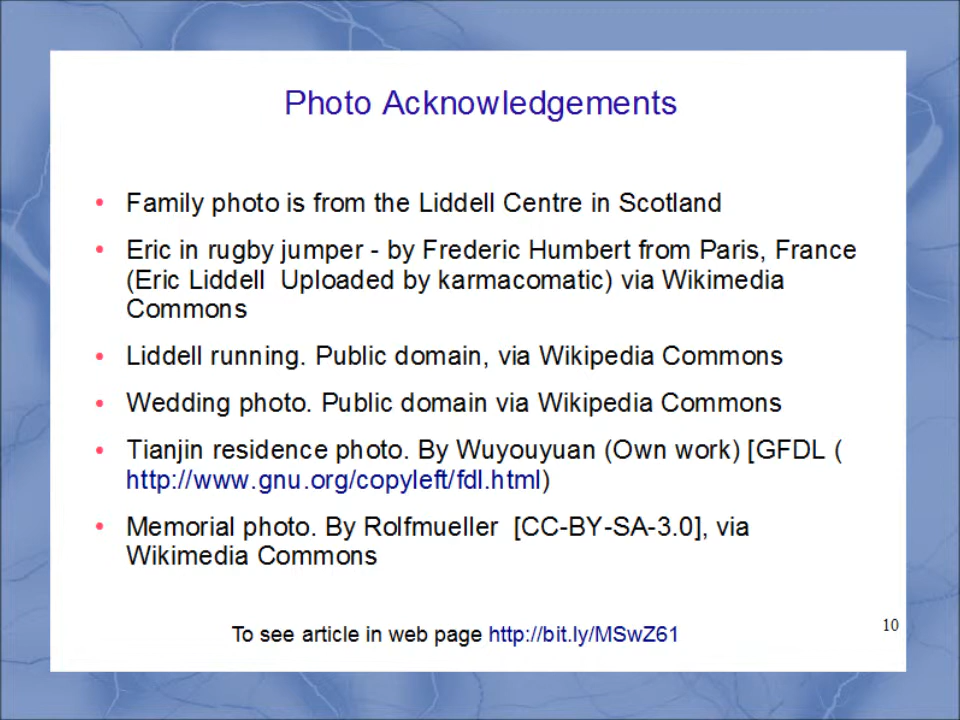 Photo Acknowledgements
• Family photo is from the Liddell Centre in Scotland
• Eric in rugby jumper - by Frederic Humbert from Paris, France
(Eric Liddell  Uploaded by karmacomatic) via Wikimedia
Commons
• Liddell running. Public domain, via Wikipedia Commons
• Wedding photo. Public domain via Wikipedia Commons
• Tianjin residence photo. By Wuyouyuan (Own work) [GFDL (
http://www.gnu.org/copyleft/fdl.html)
• Memorial photo. By Rolfmueller  [CC-BY-SA-3.0], via
Wikimedia Commons
To see article in web page http://bit.ly/MSwZ61
10